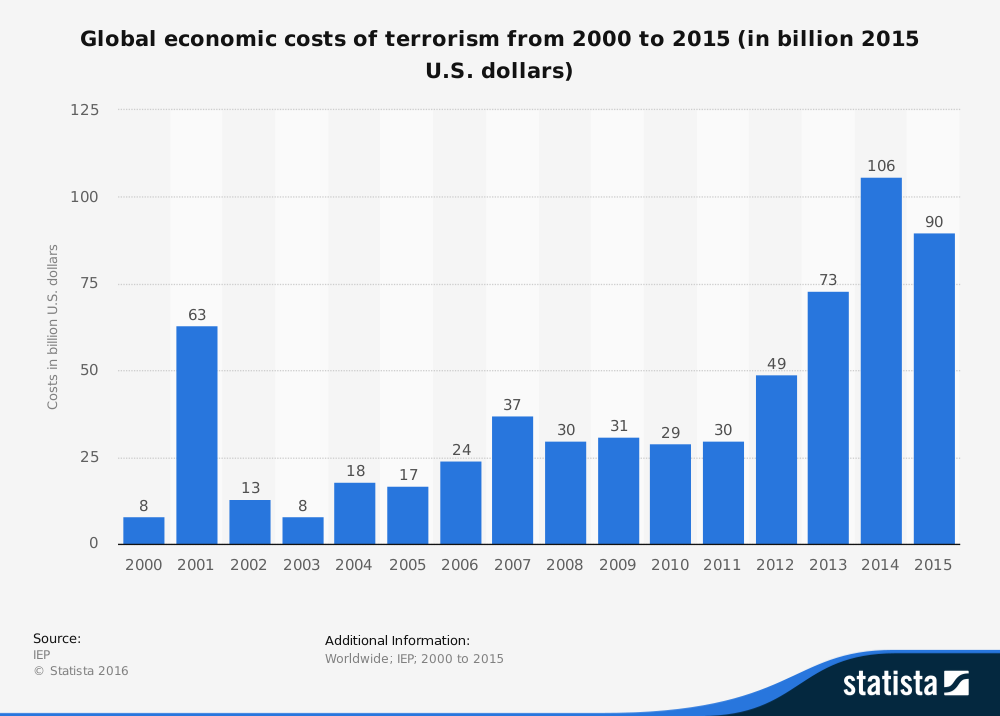 Global economic costs of terrorism from 2000 to 2015 (in billion 2015
U.S. dollars)
Costs in billion U.S. dollars
125
100
75
50
25
0
8
63
13
8
18
17
24
37
30
31
29
30
49
73
106
90
2000 2001 2002 2003 2004 2005 2006 2007 2008 2009 2010 2011 2012 2013 2014 2015
Source:
IEP
© Statista 2016
Additional Information:
Worldwide; IEP; 2000 to 2015
statista